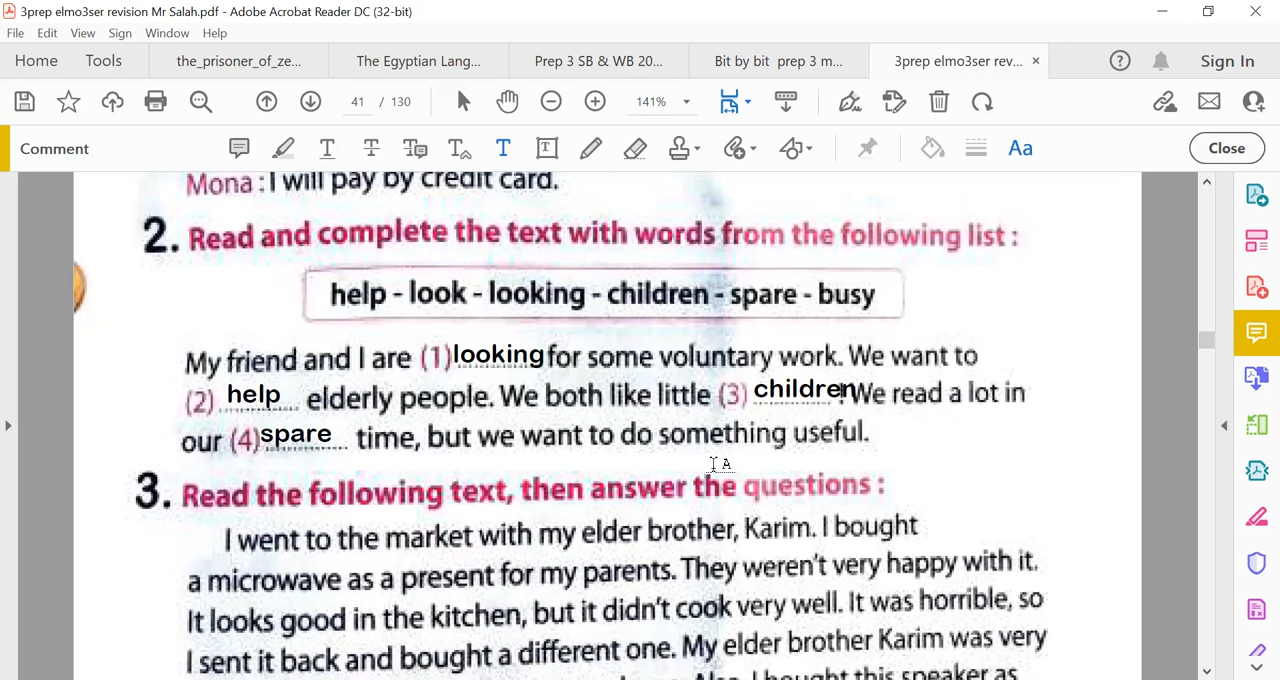 3prep elmo3ser revision Mr Salah.pdf - Adobe Acrobat Reader DC (32-bit)
File Edit View Sign Window Help
Home Tools the_prisoner_of_ze... The Egyptian Lang... Prep 3 SB & WB 20... Bit by bit prep 3 m... 3prep elmo3ser rev... × Sign In
41 / 130 141%
Comment Aa Close
Mona : I will pay by credit card.
2. Read and complete the text with words from the following list :
help - look - looking - children - spare - busy
My friend and I are (1) looking for some voluntary work. We want to
(2) help elderly people. We both like little (3) children. We read a lot in
our (4) spare time, but we want to do something useful.
3. Read the following text, then answer the questions :
I went to the market with my elder brother, Karim. I bought
a microwave as a present for my parents. They weren't very happy with it.
It looks good in the kitchen, but it didn't cook very well. It was horrible, so
I sent it back and bought a different one. My elder brother Karim was very
Also, I bought this speaker as